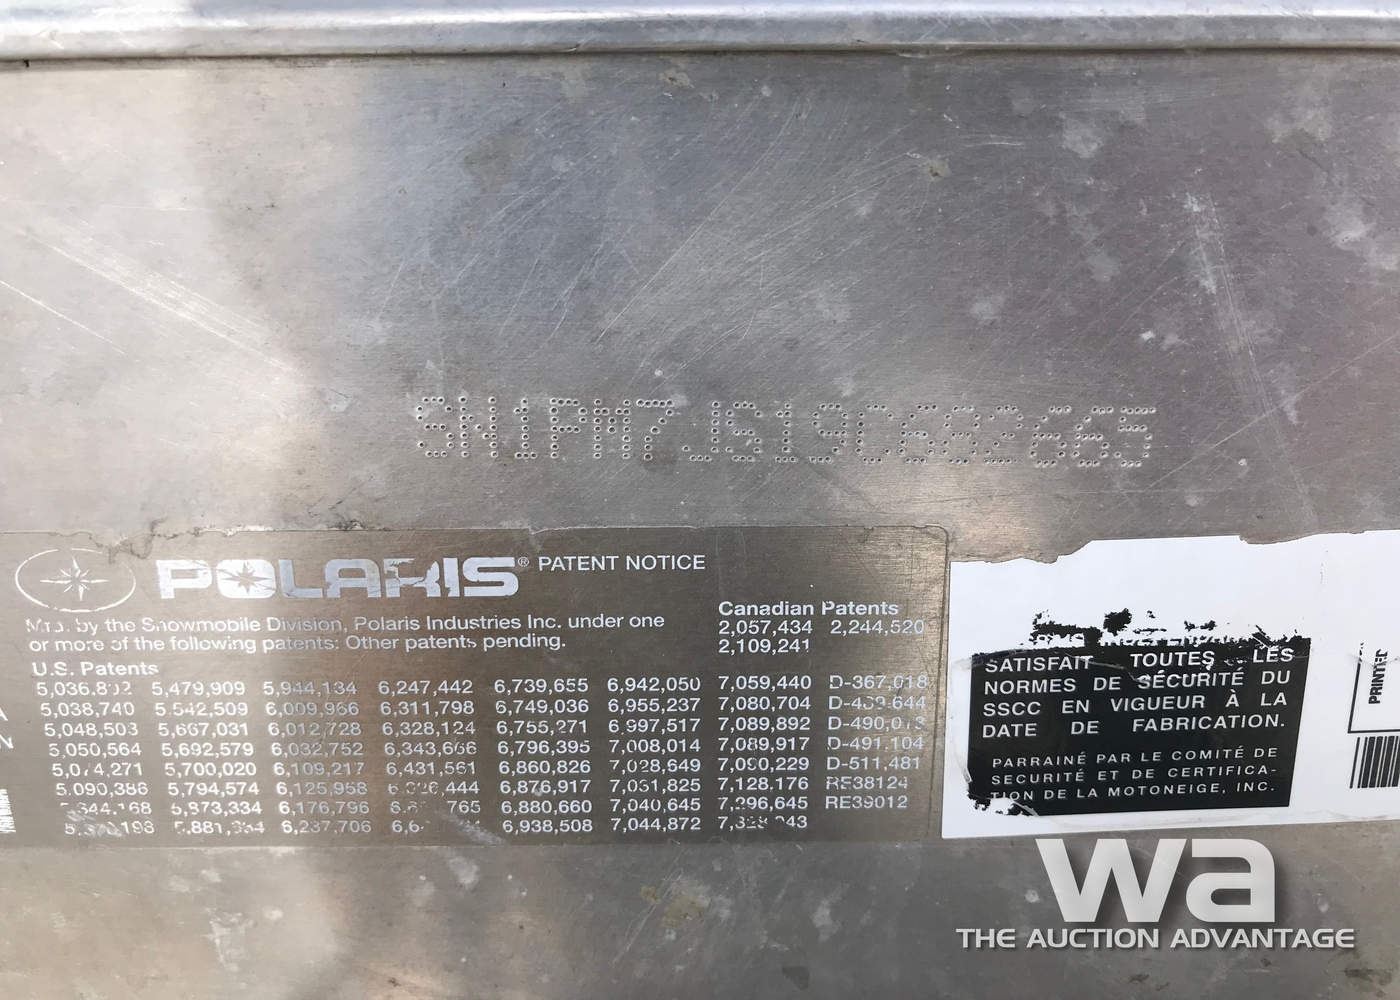 SN1PM7JS19C682665
POLARIS® PATENT NOTICE
Mfd. by the Snowmobile Division, Polaris Industries Inc. under one
or more of the following patents: Other patents pending.
Canadian Patents
2,057,434 2,244,520
2,109,241
U.S. Patents
5,479,909 5,944,134 6,247,442 6,739,655 6,942,050 7,059,440 D-367,018
5,038,740 5,542,509 6,009,966 6,311,798 6,749,036 6,955,237 7,080,704
5,048,503 5,667,031 6,012,728 6,328,124 6,755,271 6,997,517 7,089,892
5,050,564 5,692,579 6,032,752 6,343,666 6,796,395 7,008,014 7,089,917 D-491,104
5,074,271 5,700,020 6,109,217 6,431,561 6,860,826 7,028,649 7,090,229 D-511,481
5,090,386 5,794,574 6,125,958 6,876,917 7,031,825 7,128,176 RE38124
5,873,334 6,176,796 6,880,660 7,040,645 7,296,645 RE39012
6,237,706 6,938,508 7,044,872
SATISFAIT TOUTES LES
NORMES DE SÉCURITÉ DU
SSCC EN VIGUEUR À LA
DATE DE FABRICATION.
PARRAINÉ PAR LE COMITÉ DE
SECURITÉ ET DE CERTIFICA-
TION DE LA MOTONEIGE, INC.
PRINTED
wa
THE AUCTION ADVANTAGE